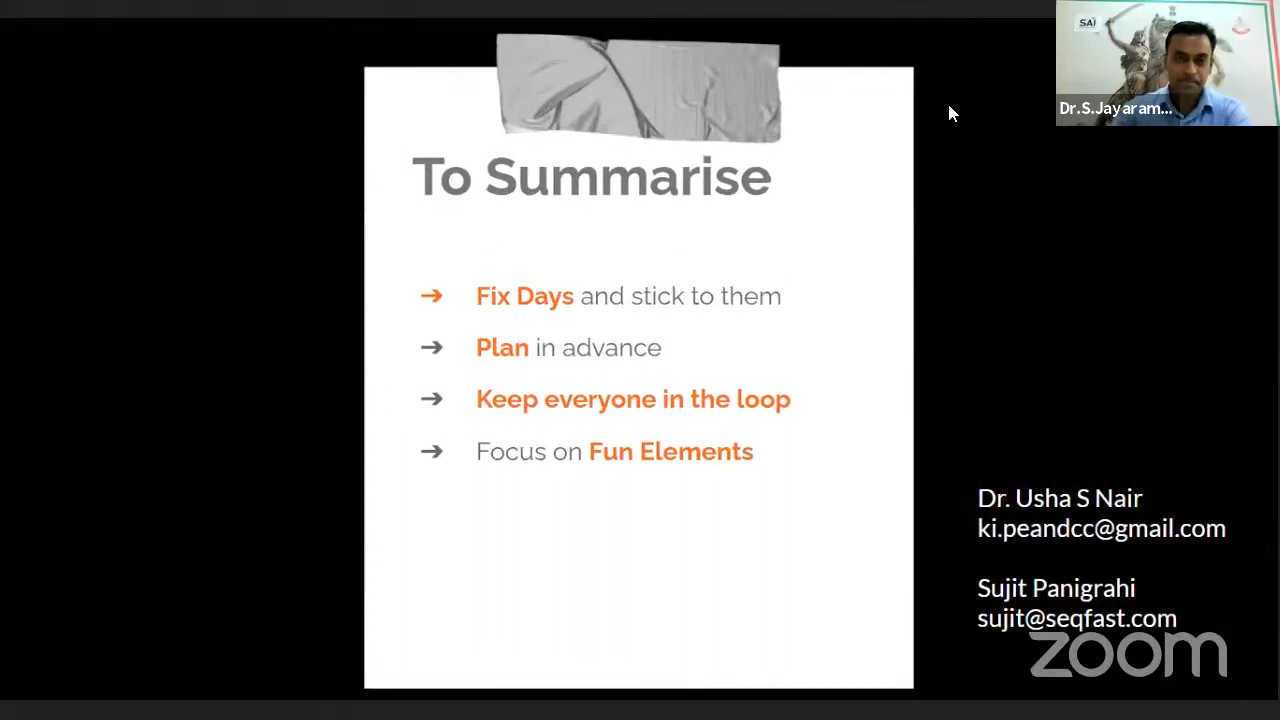 To Summarise
➔ Fix Days and stick to them
➔ Plan in advance
➔ Keep everyone in the loop
➔ Focus on Fun Elements
SAI
Dr.S.Jayaram...
Dr. Usha S Nair
ki.peandcc@gmail.com
Sujit Panigrahi
sujit@seqfast.com
zoom